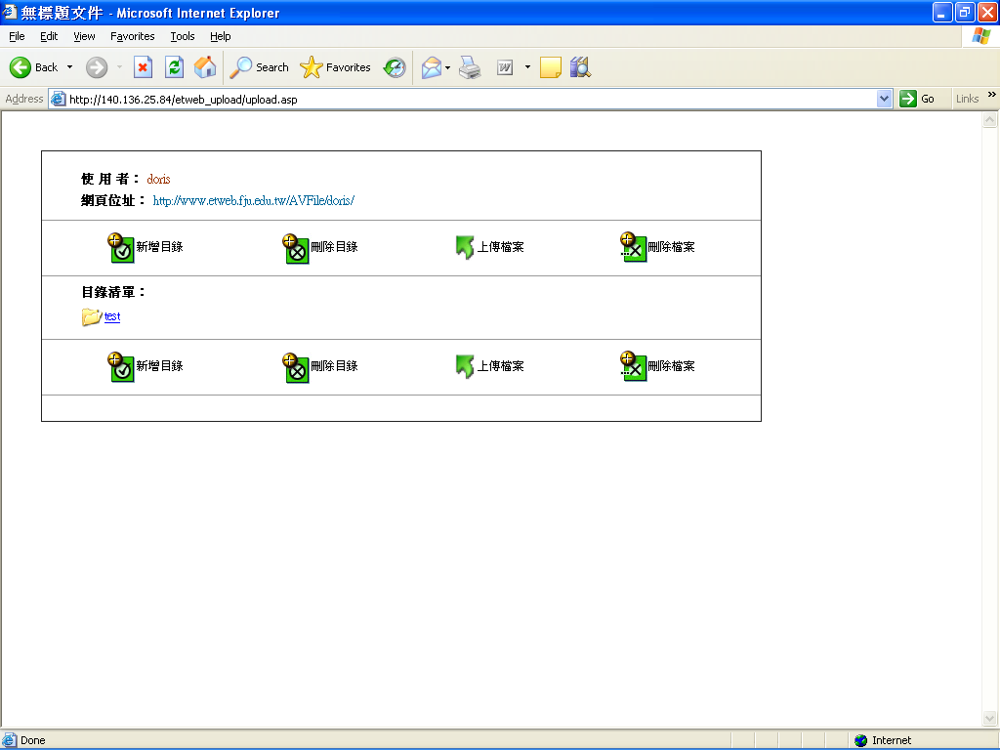 無標題文件 - Microsoft Internet Explorer
File Edit View Favorites Tools Help
Back Search Favorites W
Address http://140.136.25.84/etweb_upload/upload.asp Go Links »
使 用 者： doris
網頁位址： http://www.etweb.fju.edu.tw/AVFile/doris/
新增目錄 刪除目錄 上傳檔案 刪除檔案
目錄清單：
test
新增目錄 刪除目錄 上傳檔案 刪除檔案
Done Internet